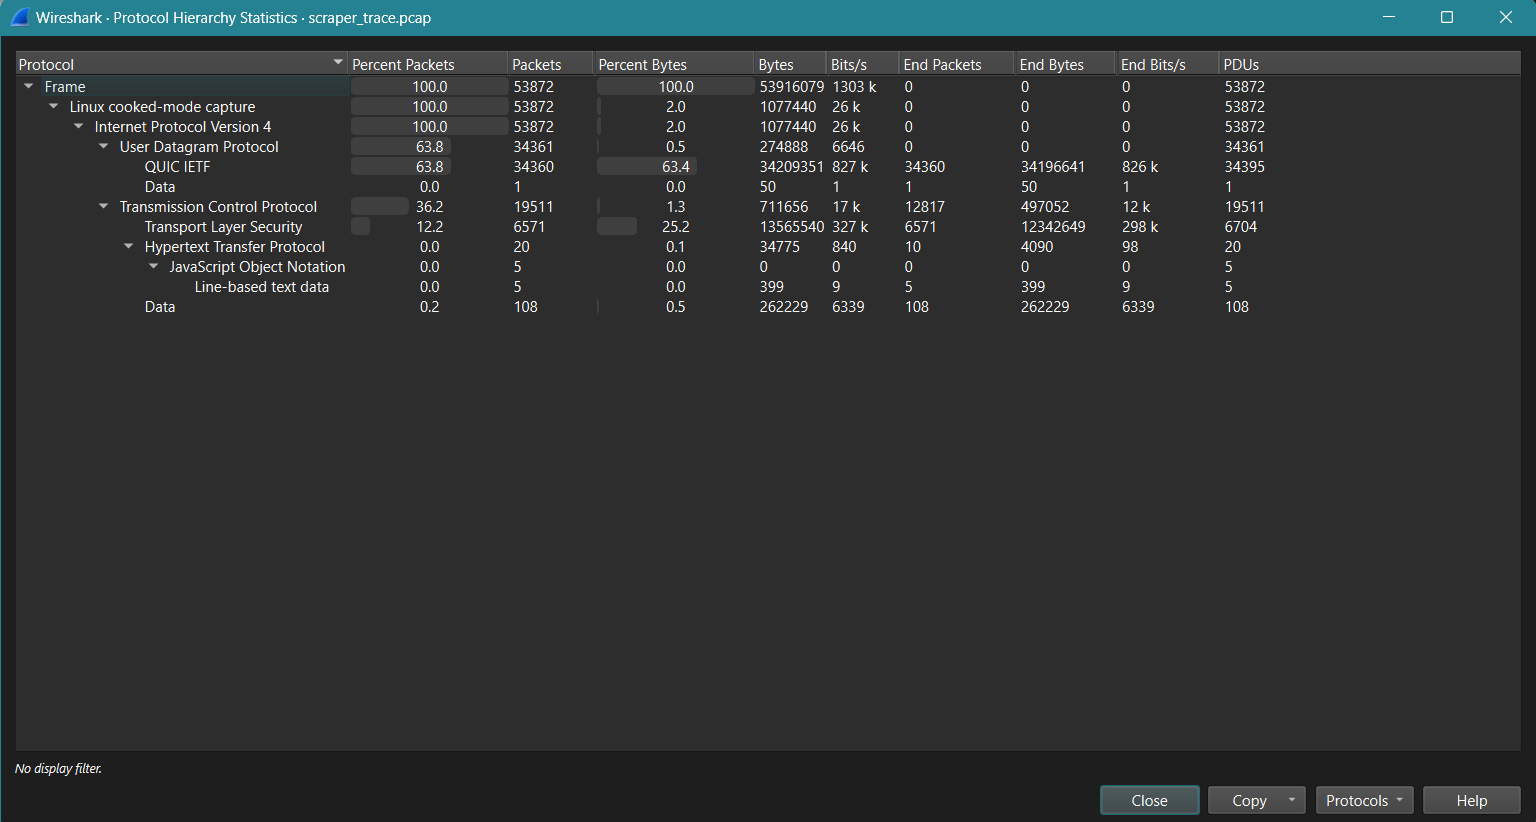 Wireshark · Protocol Hierarchy Statistics · scraper_trace.pcap
Protocol Percent Packets Packets Percent Bytes Bytes Bits/s End Packets End Bytes End Bits/s PDUs
Frame 100.0 53872 100.0 53916079 1303 k 0 0 0 53872
Linux cooked-mode capture 100.0 53872 2.0 1077440 26 k 0 0 0 53872
Internet Protocol Version 4 100.0 53872 2.0 1077440 26 k 0 0 0 53872
User Datagram Protocol 63.8 34361 0.5 274888 6646 0 0 0 34361
QUIC IETF 63.8 34360 63.4 34209351 827 k 34360 34196641 826 k 34395
Data 0.0 1 0.0 50 1 1 50 1 1
Transmission Control Protocol 36.2 19511 1.3 711656 17 k 12817 497052 12 k 19511
Transport Layer Security 12.2 6571 25.2 13565540 327 k 6571 12342649 298 k 6704
Hypertext Transfer Protocol 0.0 20 0.1 34775 840 10 4090 98 20
JavaScript Object Notation 0.0 5 0.0 0 0 0 0 0 5
Line-based text data 0.0 5 0.0 399 9 5 399 9 5
Data 0.2 108 0.5 262229 6339 108 262229 6339 108
No display filter.
Close Copy Protocols Help